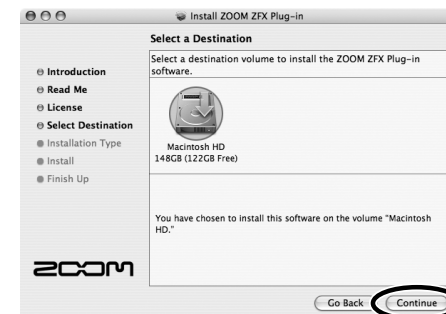 Install ZOOM ZFX Plug-in
Select a Destination
Introduction
Read Me
License
Select Destination
Installation Type
Install
Finish Up
Select a destination volume to install the ZOOM ZFX Plug-in
software.
Macintosh HD
148GB (122GB Free)
You have chosen to install this software on the volume "Macintosh
HD."
ZOOM
Go Back
Continue